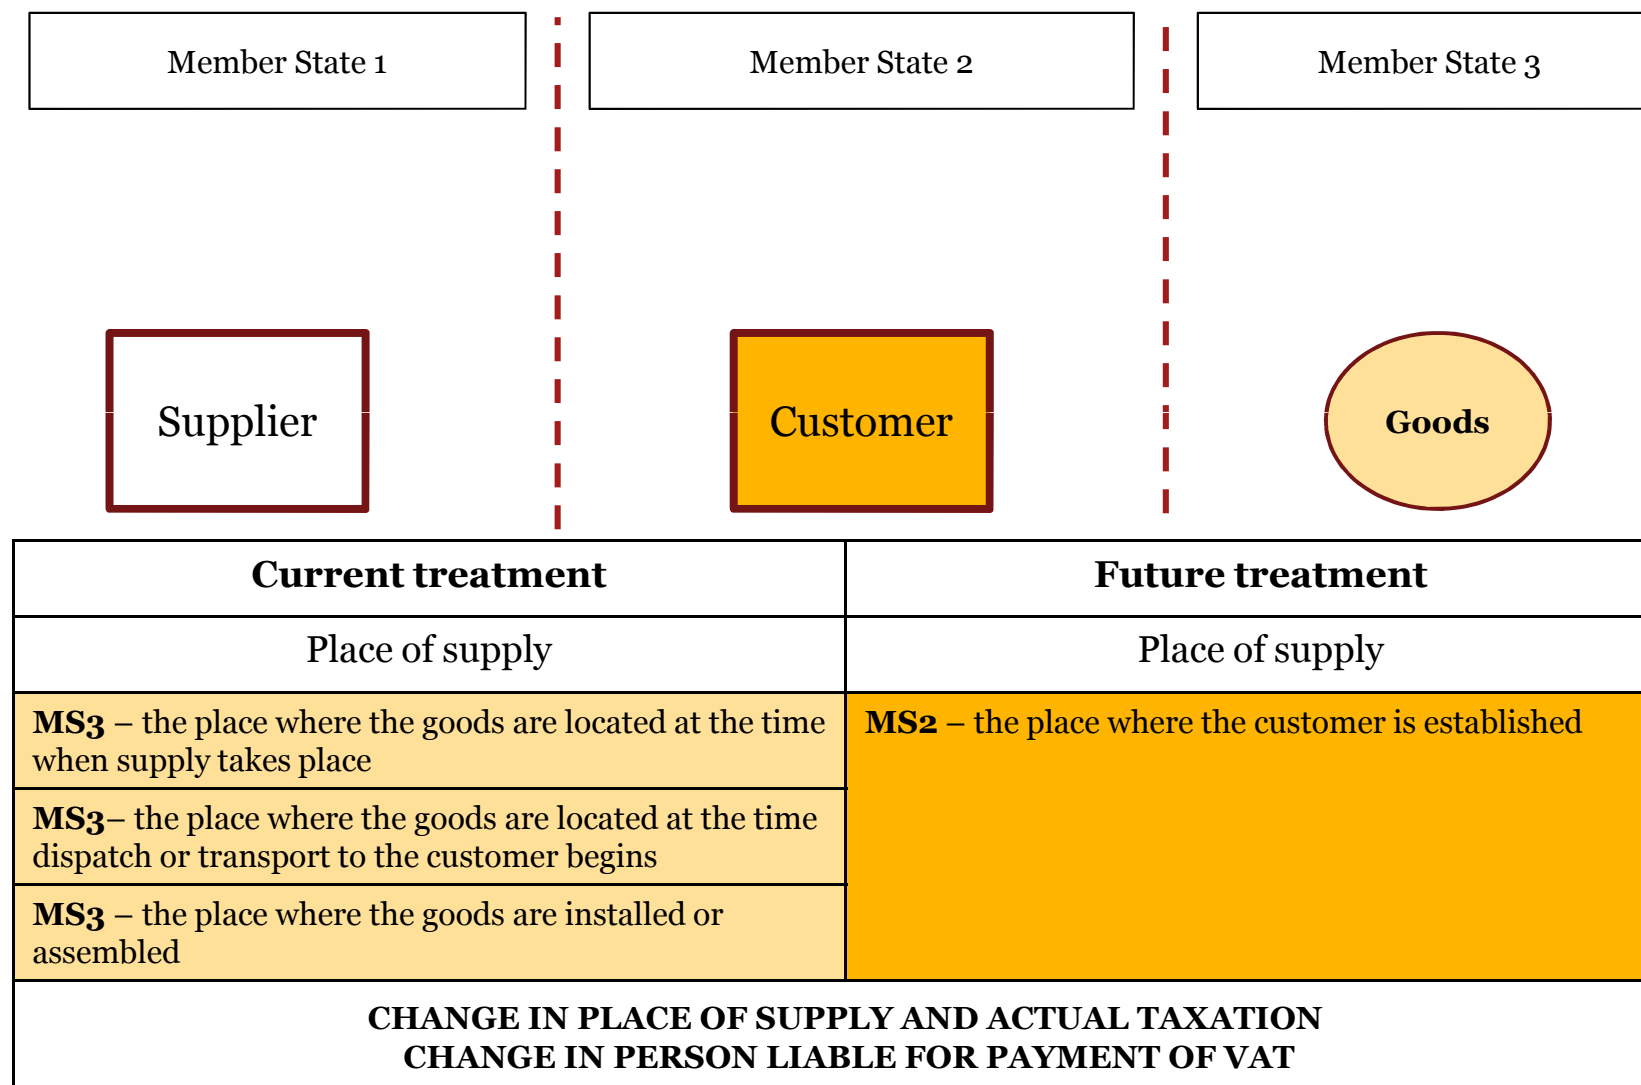 Member State 1
Member State 2
Member State 3
Supplier
Customer
Goods
Current treatment
Future treatment
Place of supply
Place of supply
MS3 – the place where the goods are located at the time
when supply takes place
MS2 – the place where the customer is established
MS3– the place where the goods are located at the time
dispatch or transport to the customer begins
MS3 – the place where the goods are installed or
assembled
CHANGE IN PLACE OF SUPPLY AND ACTUAL TAXATION
CHANGE IN PERSON LIABLE FOR PAYMENT OF VAT